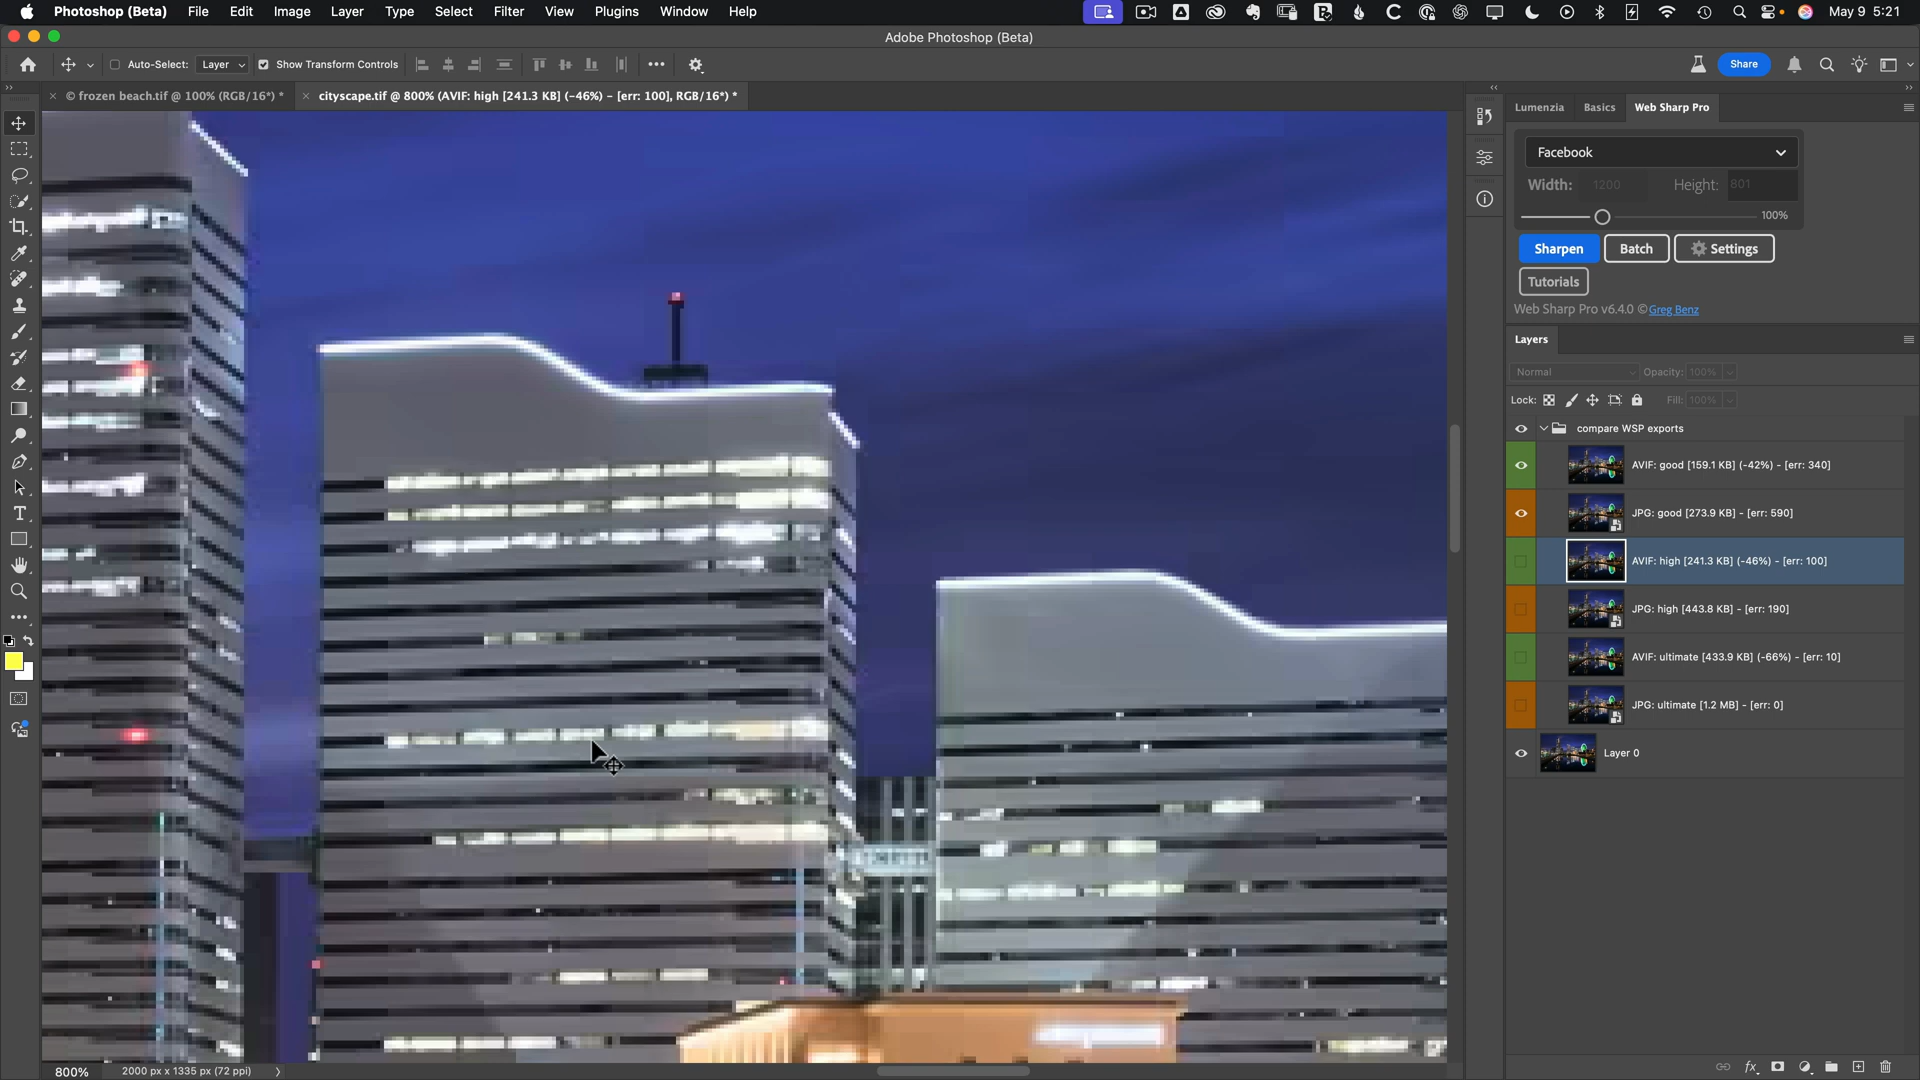 Photoshop (Beta) File Edit Image Layer Type Select Filter View Plugins Window Help May 9 5:21
Adobe Photoshop (Beta)
Auto-Select: Layer Show Transform Controls Share
© frozen beach.tif @ 100% (RGB/16*) * cityscape.tif @ 800% (AVIF: high [241.3 KB] (-46%) - [err: 100], RGB/16*) *
Lumenzia Basics Web Sharp Pro
Facebook
Width: 1200 Height: 801
100%
Sharpen Batch Settings
Tutorials
Web Sharp Pro v6.4.0 © Greg Benz
Layers
Normal Opacity: 100%
Lock: Fill: 100%
compare WSP exports
AVIF: good [159.1 KB] (-42%) - [err: 340]
JPG: good [273.9 KB] - [err: 590]
AVIF: high [241.3 KB] (-46%) - [err: 100]
JPG: high [443.8 KB] - [err: 190]
AVIF: ultimate [433.9 KB] (-66%) - [err: 10]
JPG: ultimate [1.2 MB] - [err: 0]
Layer 0
800% 2000 px x 1335 px (72 ppi)